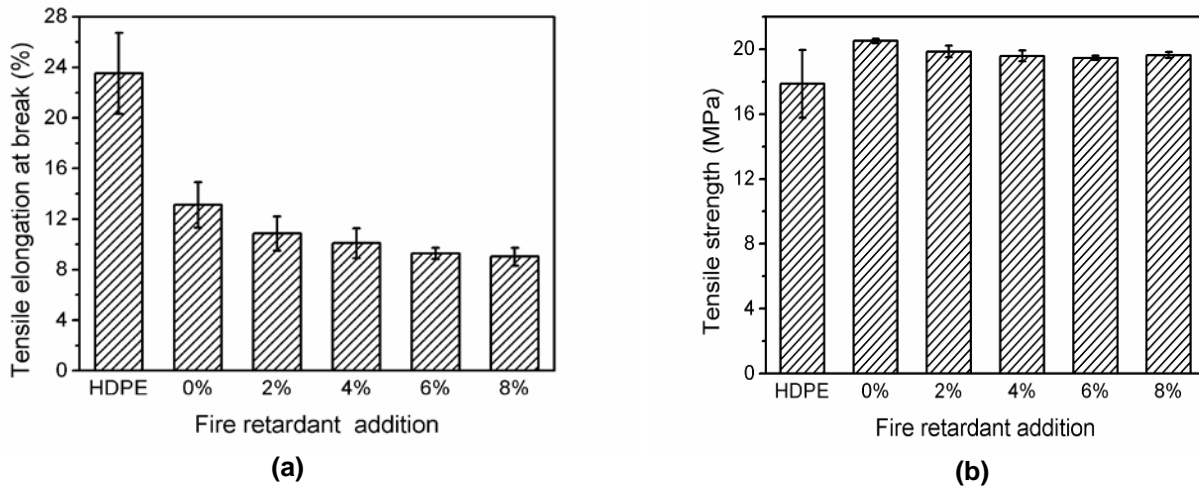 Tensile elongation at break (%)
28
24
20
16
12
8
4
0
HDPE 0% 2% 4% 6% 8%
Fire retardant addition
(a)
Tensile strength (MPa)
20
16
12
8
4
0
HDPE 0% 2% 4% 6% 8%
Fire retardant addition
(b)